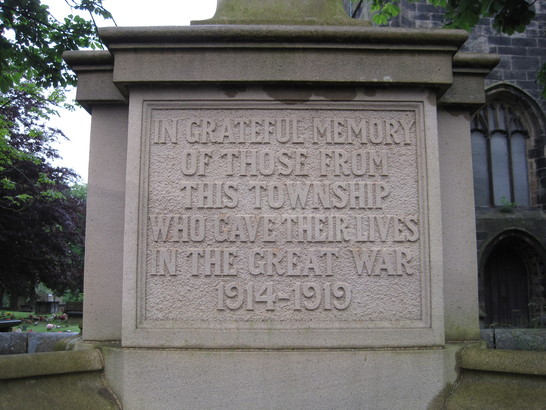 IN GRATEFUL MEMORY
OF THOSE FROM
THIS TOWNSHIP
WHO GAVE THEIR LIVES
IN THE GREAT WAR
1914-1919